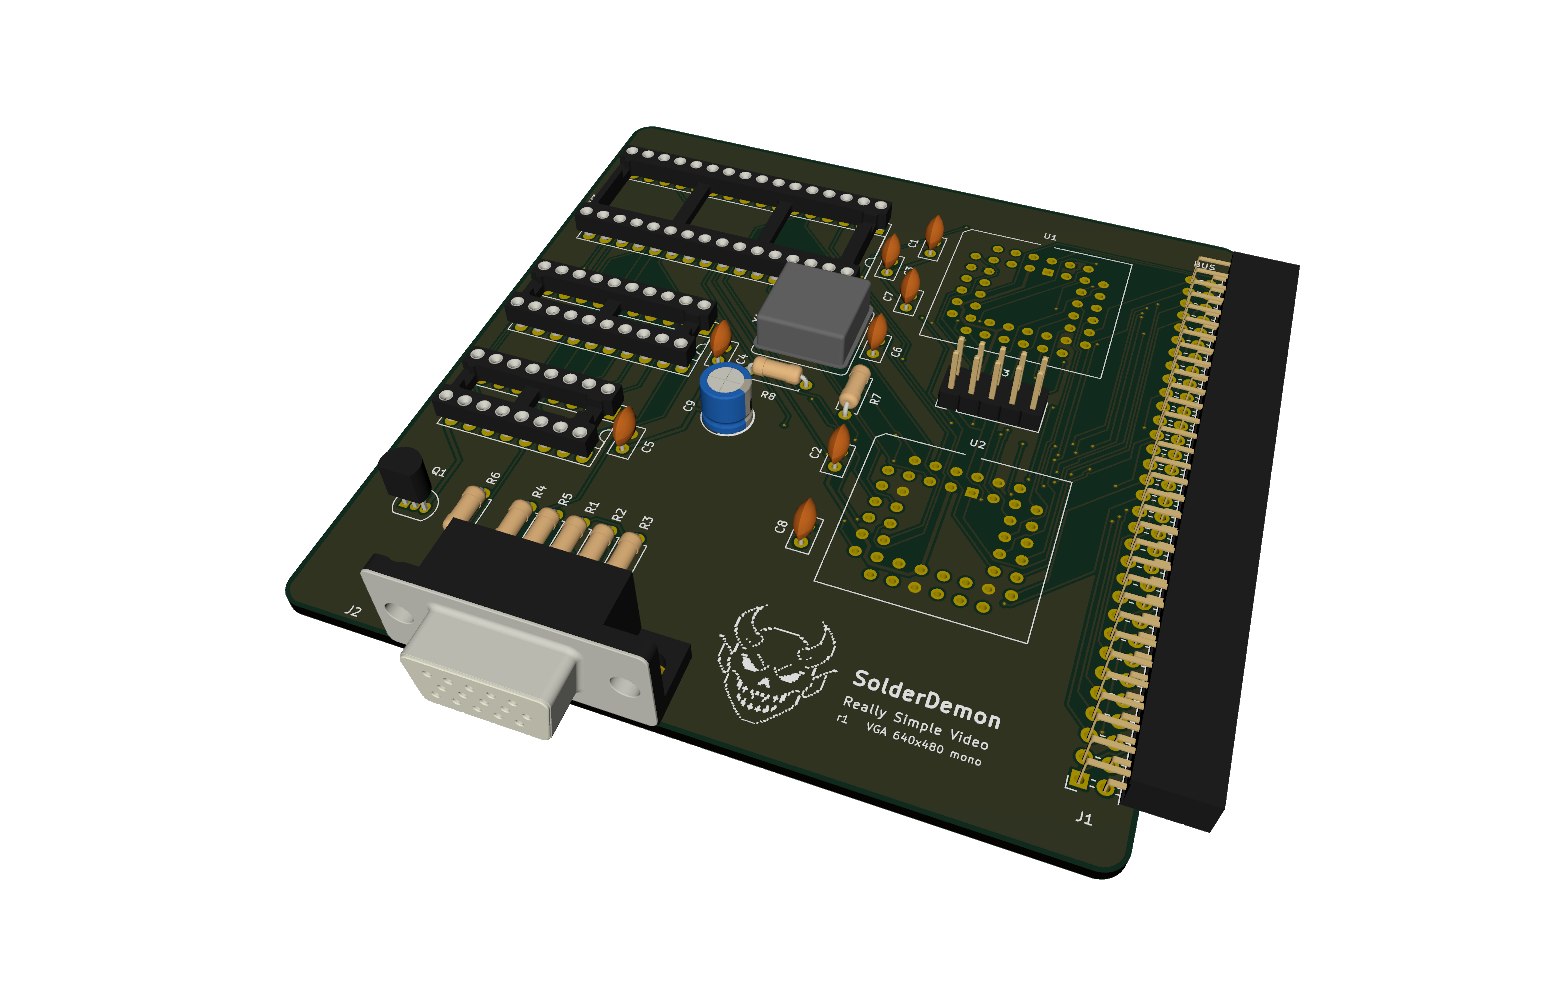 U1
BUS
C1
C7
C6
C4
R8
R7
C9
U2
C2
C5
Q1
R6
R4
R5
R1
R2
R3
C8
J2
SolderDemon
Really Simple Video
r1 VGA 640x480 mono
J1